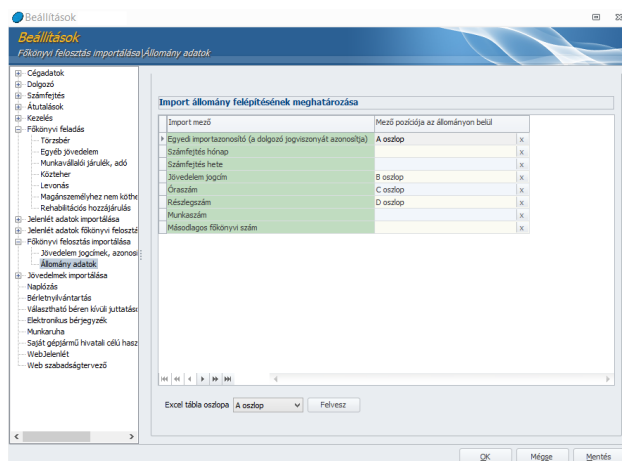 Beállítások
Beállítások
Főkönyvi felosztás importálása\Állomány adatok
Cégadatok
Dolgozó
Számfejtés
Átutalások
Kezelés
Főkönyvi feladás
Törzsbér
Egyéb jövedelem
Munkavállalói járulék, adó
Közteher
Levonás
Magánszemélyhez nem köthe
Rehabilitációs hozzájárulás
Jelenlét adatok importálása
Jelenlét adatok főkönyvi felosztá
Főkönyvi felosztás importálása
Jövedelem jogcímek, azonosí
Állomány adatok
Jövedelmek importálása
Naplózás
Bérletnyilvántartás
Választható béren kívüli juttatáso
Elektronikus bérjegyzék
Munkaruha
Saját gépjármű hivatali célú hasz
WebJelenlét
Web szabadságtervező
Import állomány felépítésének meghatározása
Import mező Mező pozíciója az állományon belül
Egyedi importazonosító (a dolgozó jogviszonyát azonosítja) A oszlop x
Számfejtés hónap x
Számfejtés hete x
Jövedelem jogcím B oszlop x
Óraszám C oszlop x
Részlegszám D oszlop x
Munkaszám x
Másodlagos főkönyvi szám x
Excel tábla oszlopa A oszlop Felvesz
OK Mégse Mentés